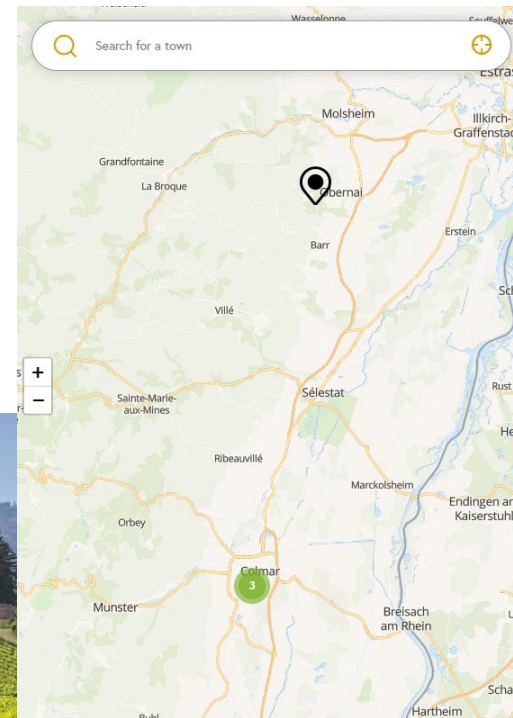 Wasselonne
Search for a town
Molsheim
Illkirch-
Graffenstad
Grandfontaine
La Broque
Obernai
Erstein
Barr
Villé
+
−
Rust
Sainte-Marie-
aux-Mines
Sélestat
Ribeauvillé
Marckolsheim
Endingen am
Kaiserstuhl
Orbey
Colmar
3
Munster
Breisach
am Rhein
Hartheim